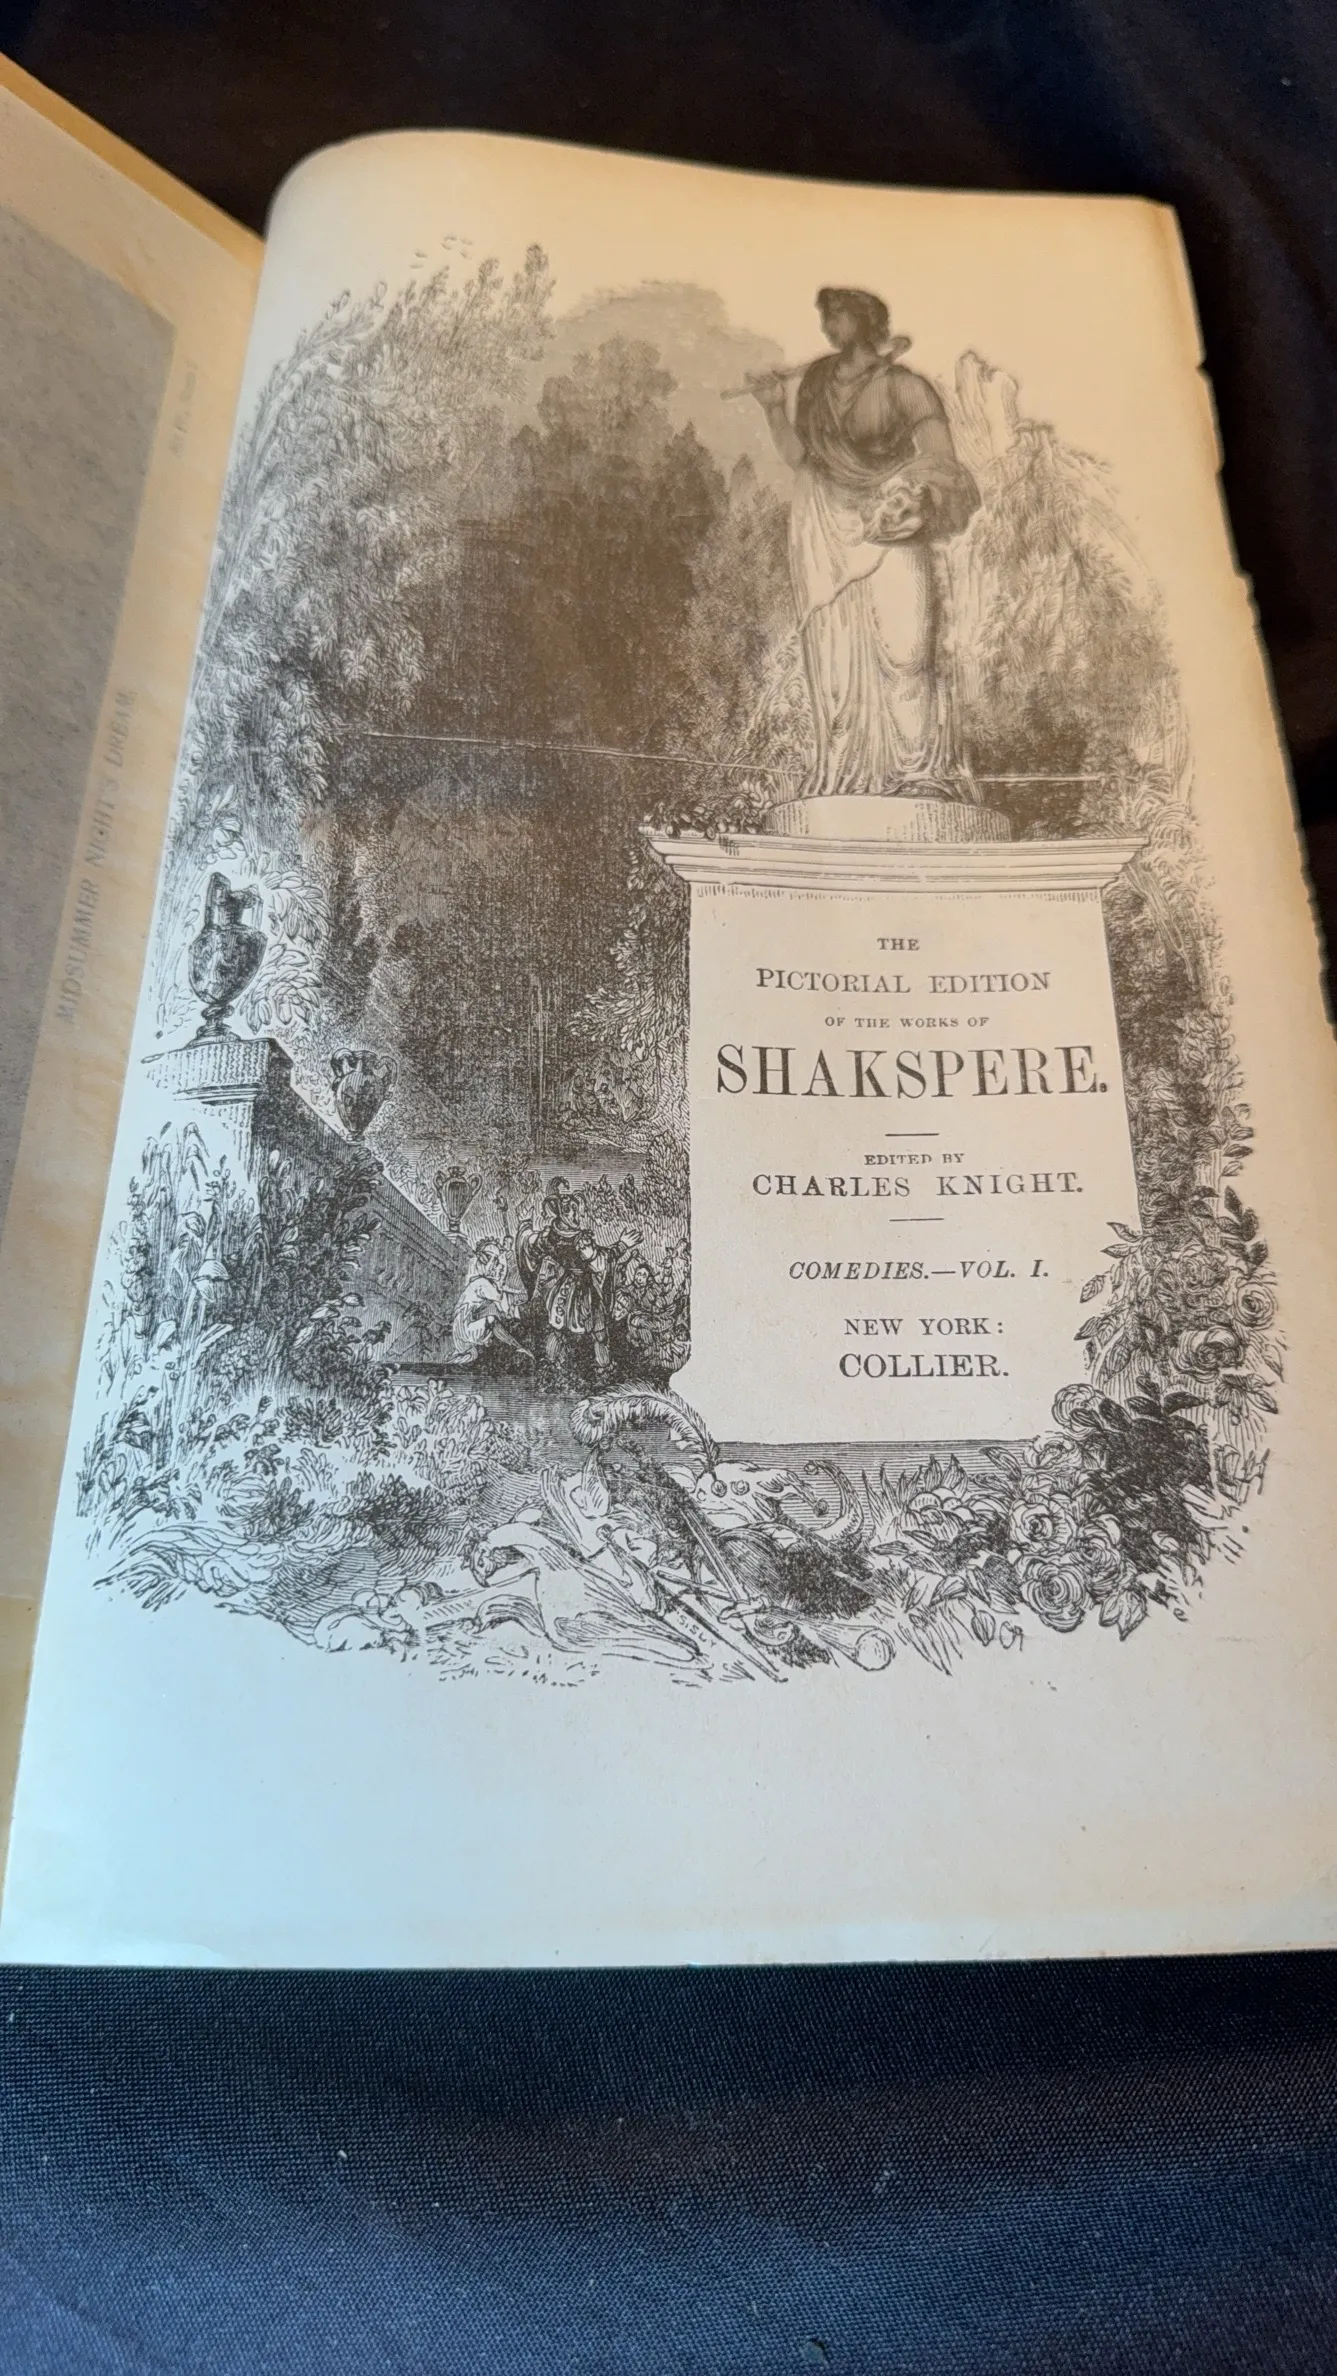 MIDSUMMER NIGHT'S DREAM.
THE
PICTORIAL EDITION
OF THE WORKS OF
SHAKSPERE.
EDITED BY
CHARLES KNIGHT.
COMEDIES.—VOL. I.
NEW YORK:
COLLIER.
SISLY